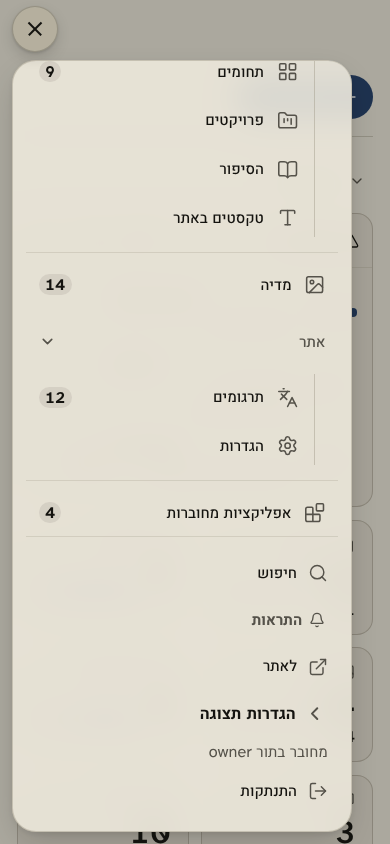 תחומים 9
פרויקטים
הסיפור
טקסטים באתר
מדיה 14
אתר
תרגומים 12
הגדרות
אפליקציות מחוברות 4
חיפוש
התראות
לאתר
הגדרות תצוגה
מחובר בתור owner
התנתקות
3